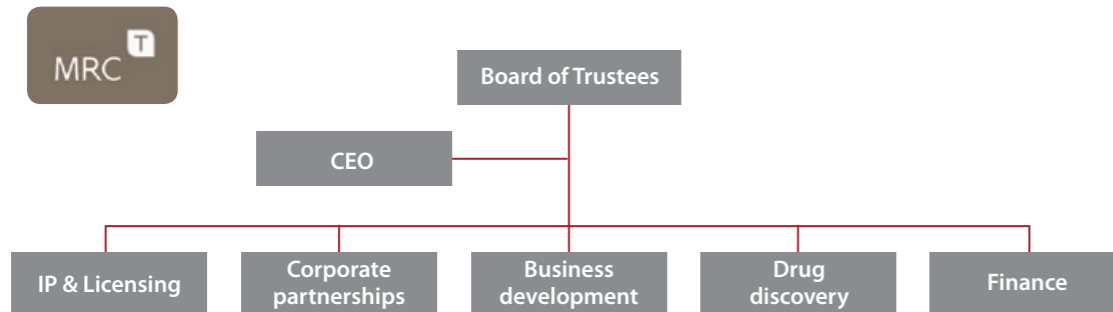 MRC T
Board of Trustees
CEO
IP & Licensing
Corporate
partnerships
Business
development
Drug
discovery
Finance